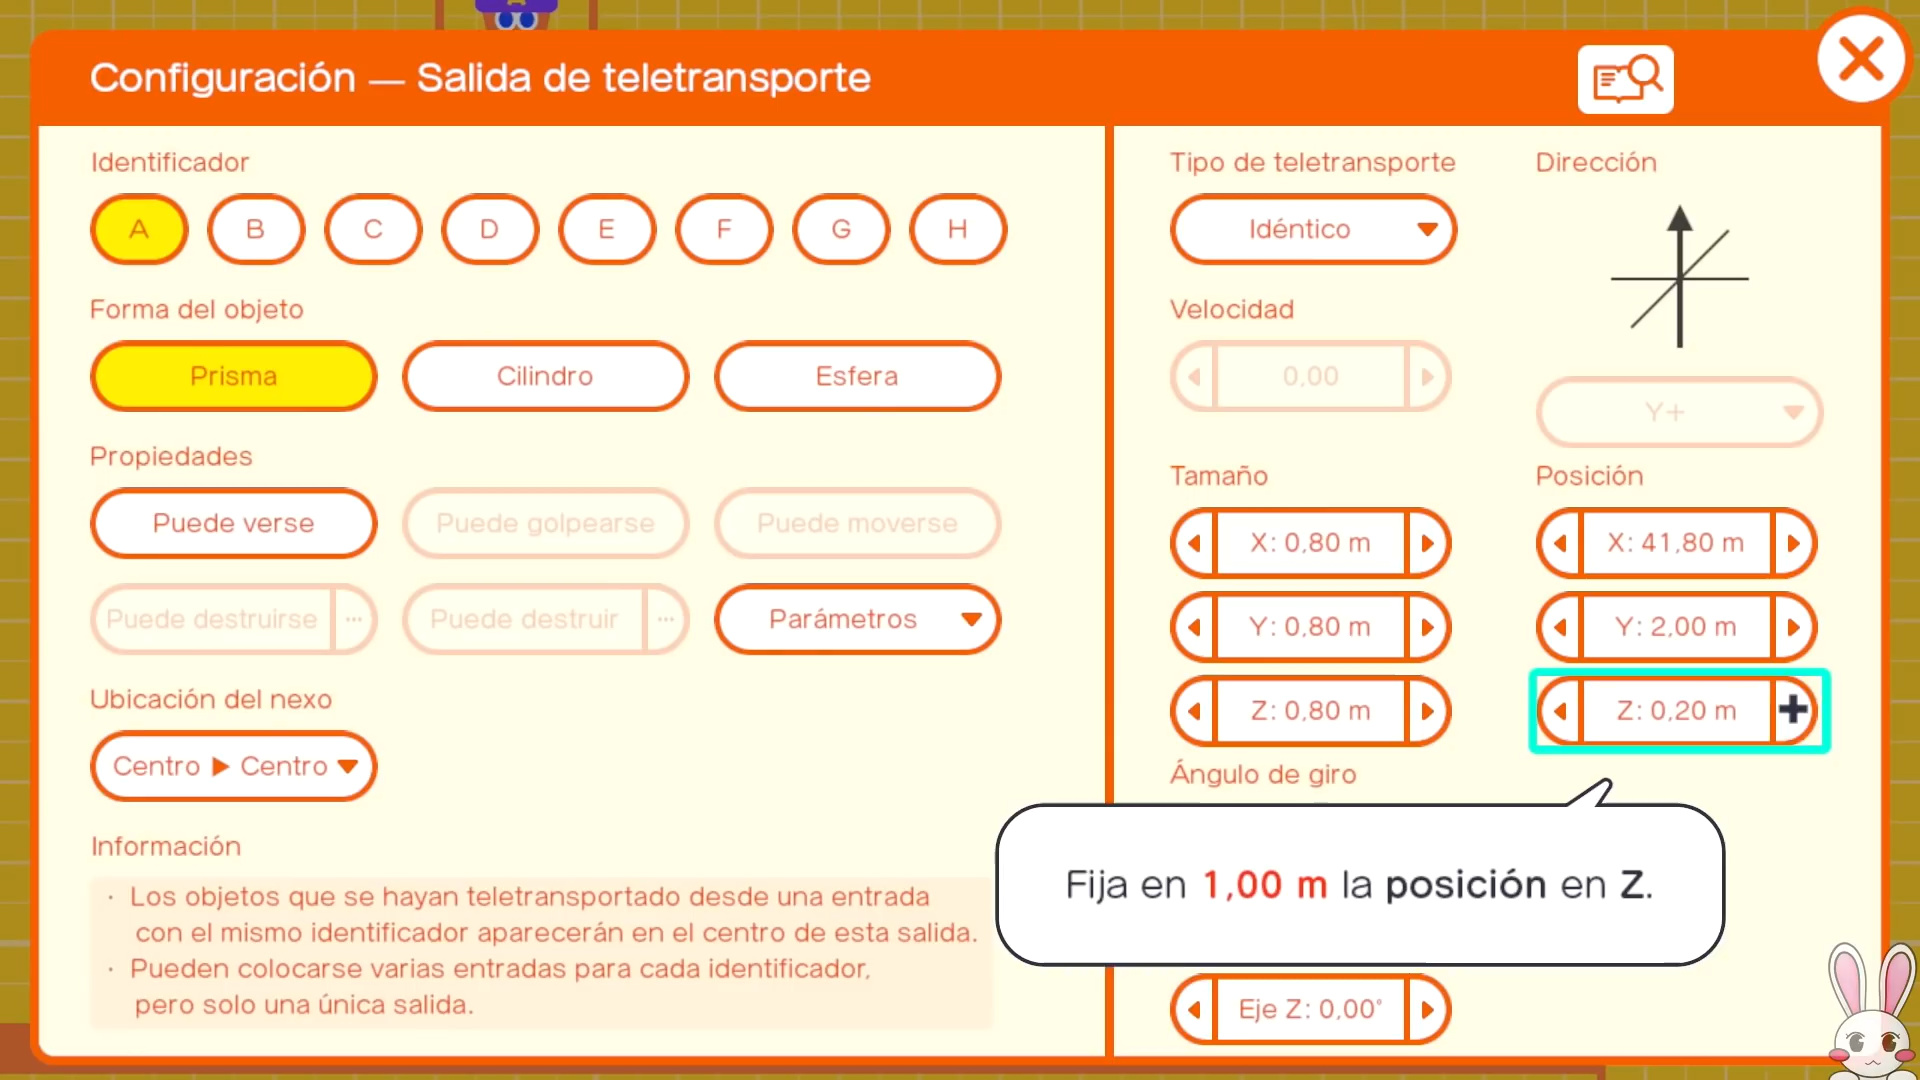 Configuración — Salida de teletransporte
Identificador
A
B
C
D
E
F
G
H
Forma del objeto
Prisma
Cilindro
Esfera
Propiedades
Puede verse
Puede golpearse
Puede moverse
Puede destruirse ...
Puede destruir ...
Parámetros
Ubicación del nexo
Centro ▶ Centro
Información
· Los objetos que se hayan teletransportado desde una entrada
con el mismo identificador aparecerán en el centro de esta salida.
· Pueden colocarse varias entradas para cada identificador,
pero solo una única salida.
Tipo de teletransporte
Idéntico
Dirección
Velocidad
0,00
Y+
Tamaño
X: 0,80 m
Y: 0,80 m
Z: 0,80 m
Posición
X: 41,80 m
Y: 2,00 m
Z: 0,20 m
Ángulo de giro
Fija en 1,00 m la posición en Z.
Eje Z: 0,00°